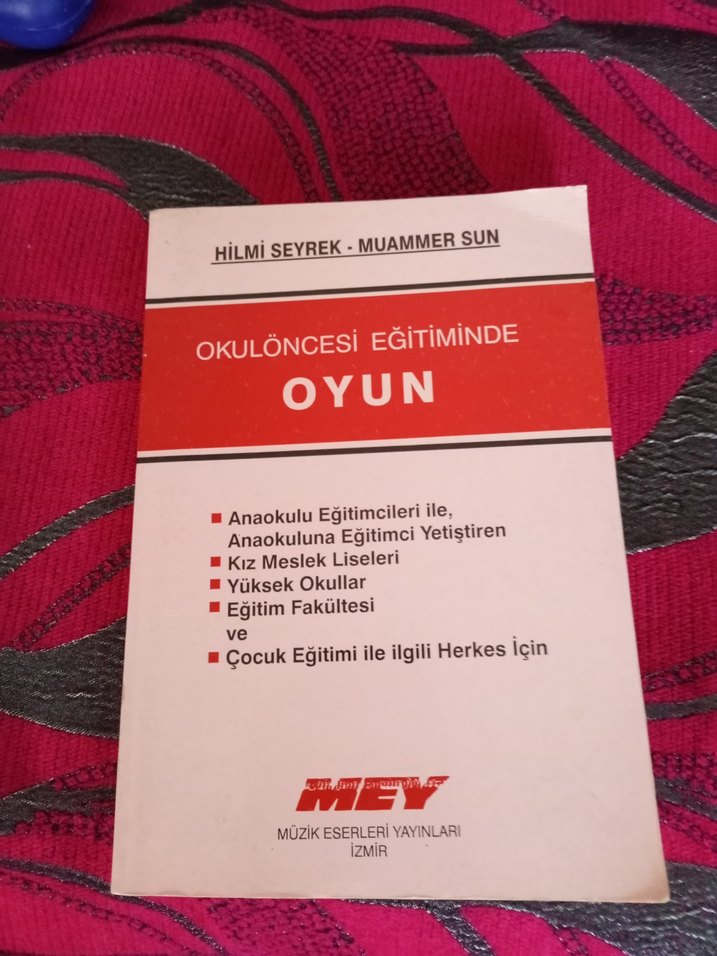 HİLMİ SEYREK - MUAMMER SUN
OKULÖNCESİ EĞİTİMİNDE
OYUN
Anaokulu Eğitimcileri ile,
Anaokuluna Eğitimci Yetiştiren
Kız Meslek Liseleri
Yüksek Okullar
Eğitim Fakültesi
ve
Çocuk Eğitimi ile ilgili Herkes İçin
MEY
MÜZİK ESERLERİ YAYINLARI
İZMİR